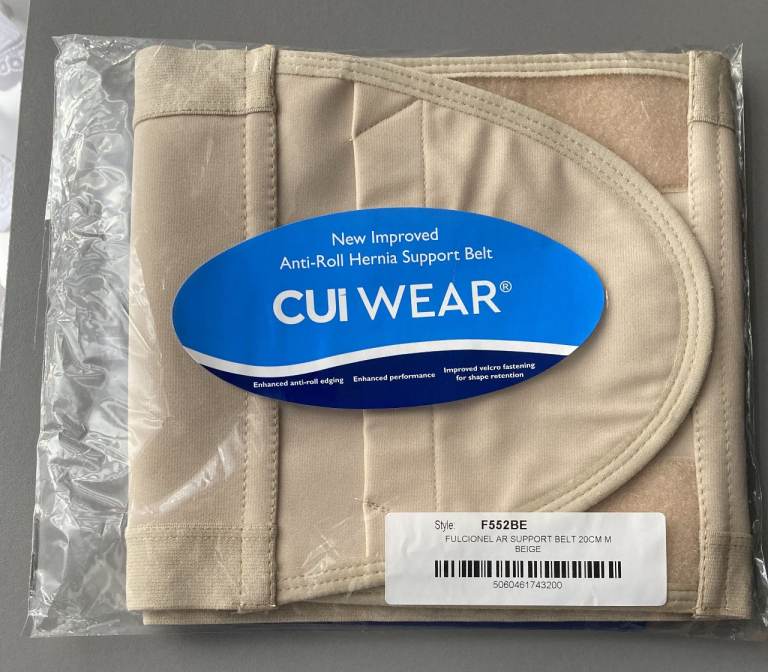 New Improved
Anti-Roll Hernia Support Belt
CUI WEAR®
Enhanced anti-roll edging
Enhanced performance
Improved velcro fastening
for shape retention
Style: F552BE
FULCIONEL AR SUPPORT BELT 20CM M
BEIGE
5060461743200